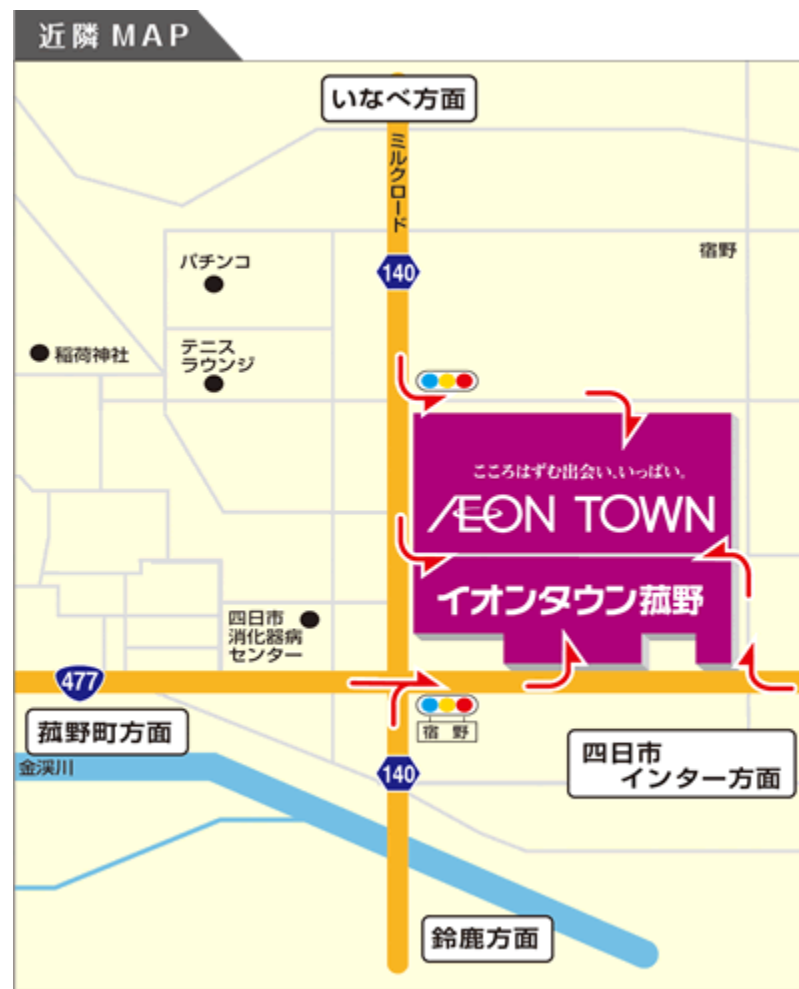 近隣 MAP
いなべ方面
ミルクロード
宿野
パチンコ
140
テニス
ラウンジ
稲荷神社
こころはずむ出会い、いっぱい。
ÆON TOWN
イオンタウン菰野
四日市
消化器病
センター
477
菰野町方面
宿野
四日市
インター方面
金渓川
140
鈴鹿方面